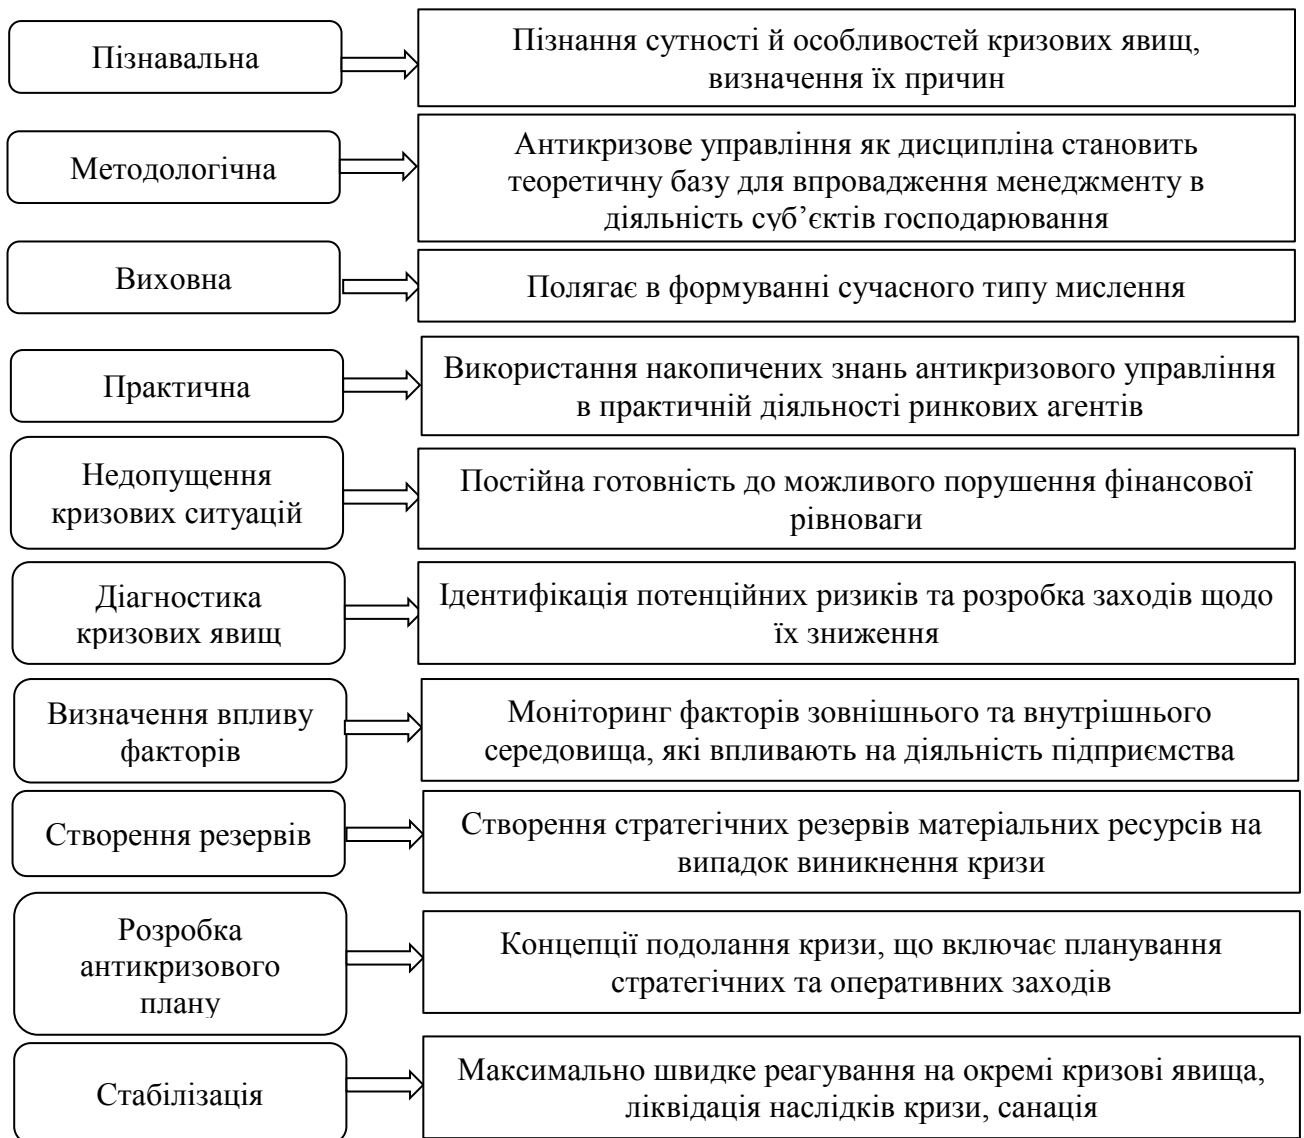 Пізнавальна
Пізнання сутності й особливостей кризових явищ,
визначення їх причин
Методологічна
Антикризове управління як дисципліна становить
теоретичну базу для впровадження менеджменту в
діяльність суб’єктів господарювання
Виховна
Полягає в формуванні сучасного типу мислення
Практична
Використання накопичених знань антикризового управління
в практичній діяльності ринкових агентів
Недопущення
кризових ситуацій
Постійна готовність до можливого порушення фінансової
рівноваги
Діагностика
кризових явищ
Ідентифікація потенційних ризиків та розробка заходів щодо
їх зниження
Визначення впливу
факторів
Моніторинг факторів зовнішнього та внутрішнього
середовища, які впливають на діяльність підприємства
Створення резервів
Створення стратегічних резервів матеріальних ресурсів на
випадок виникнення кризи
Розробка
антикризового
плану
Концепції подолання кризи, що включає планування
стратегічних та оперативних заходів
Стабілізація
Максимально швидке реагування на окремі кризові явища,
ліквідація наслідків кризи, санація